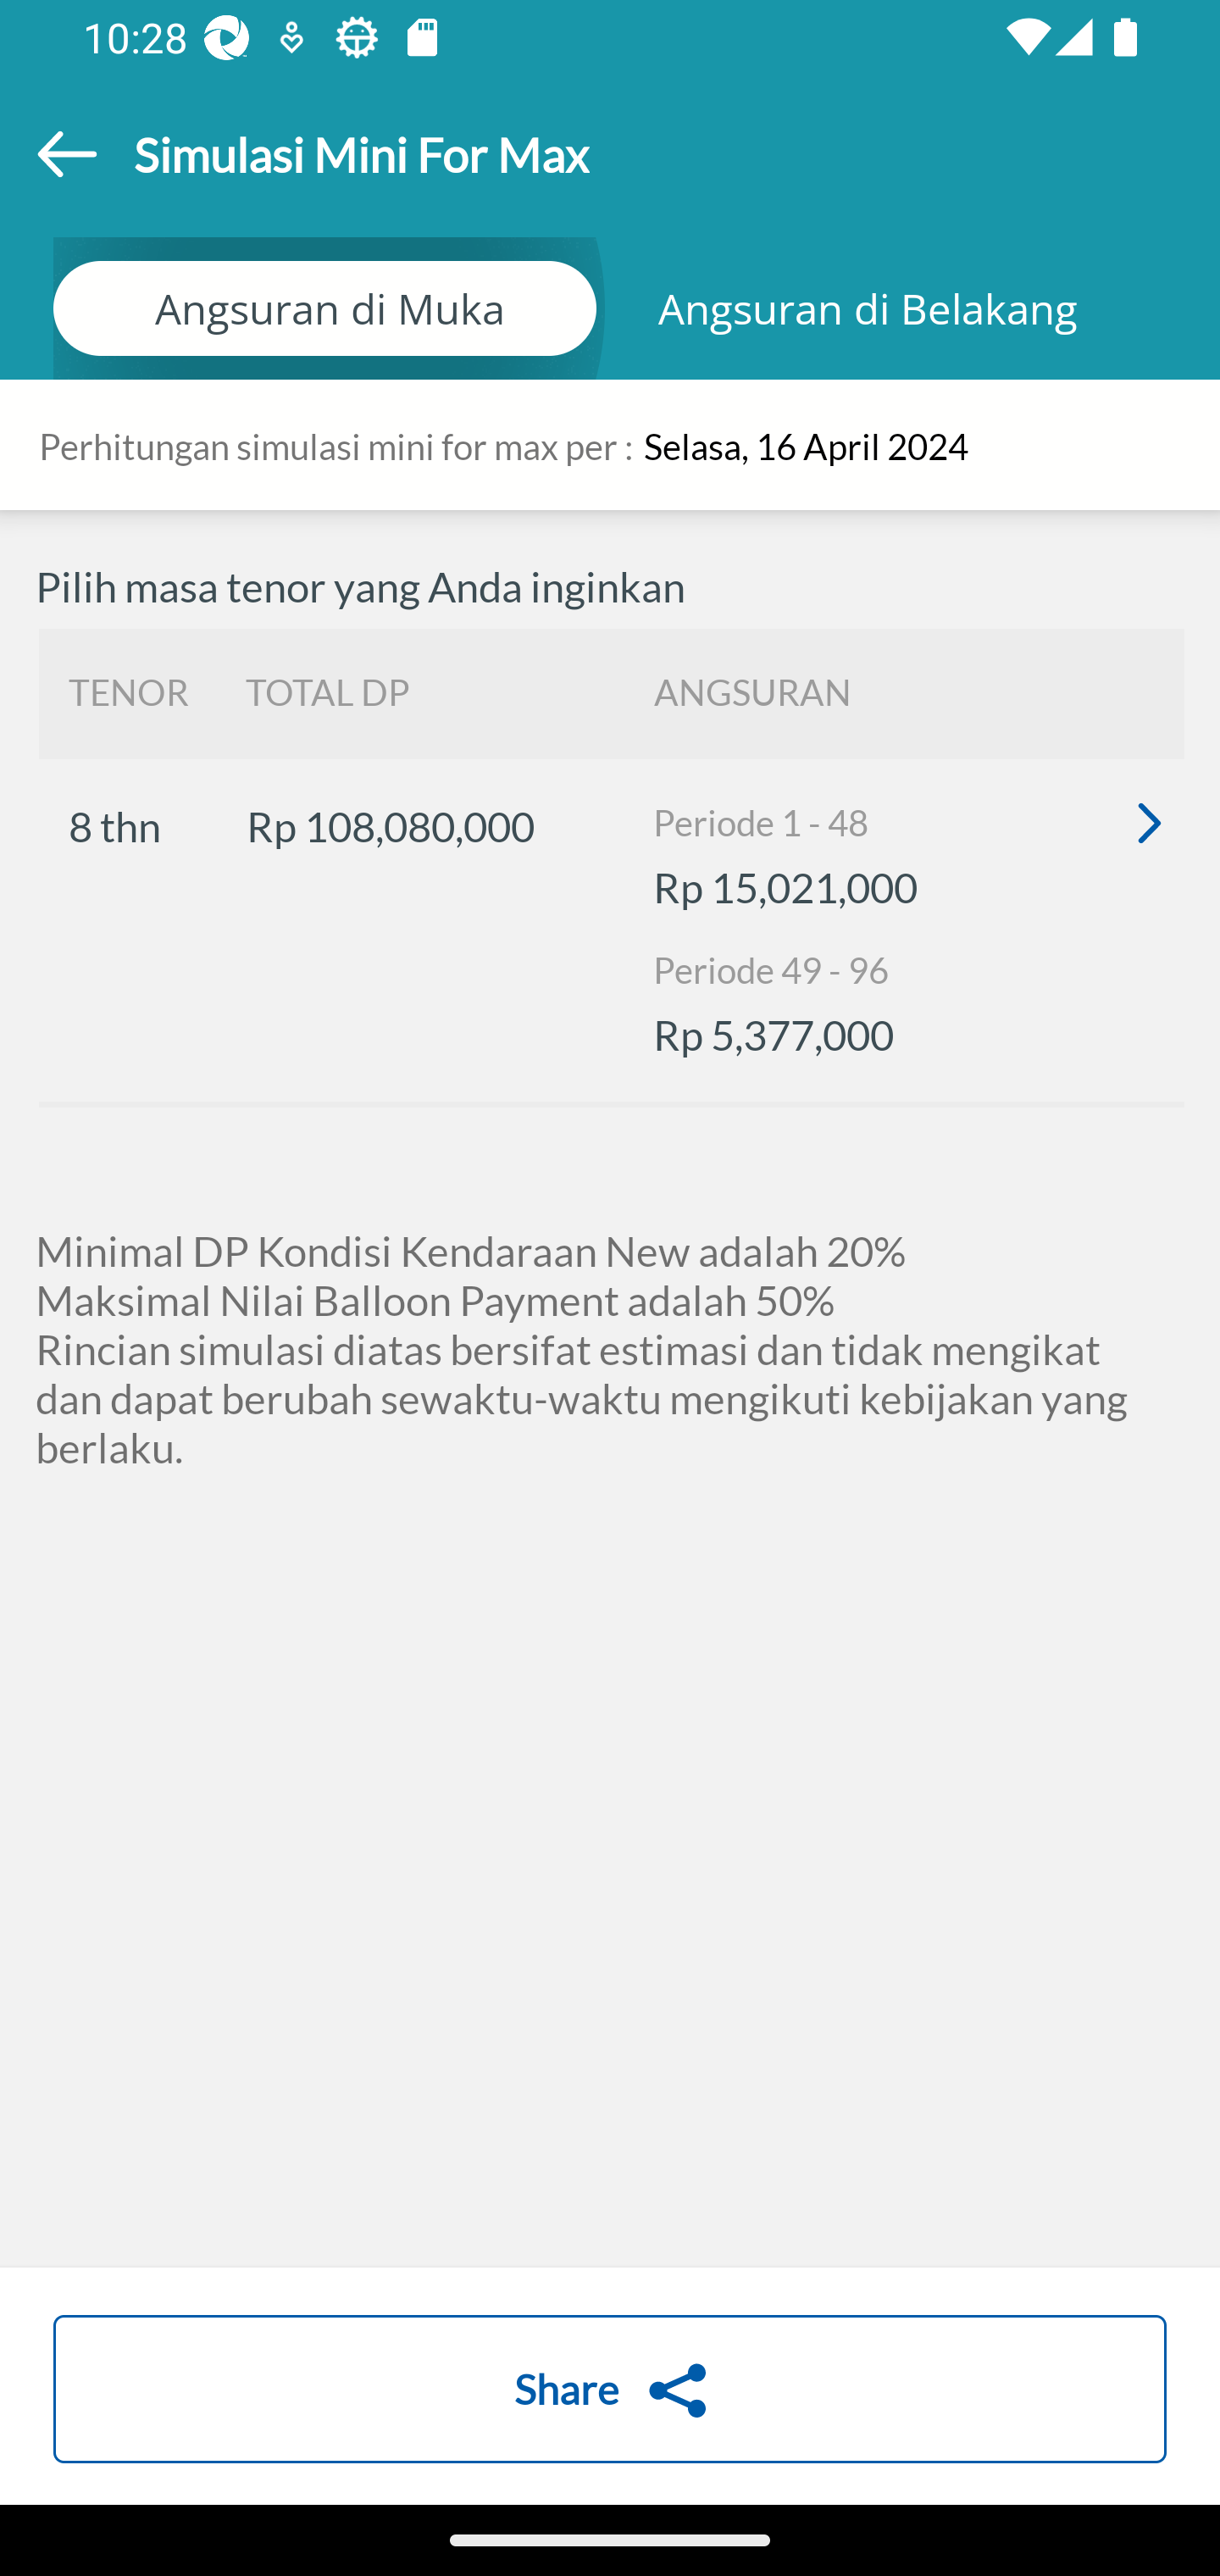 10:28
Simulasi Mini For Max
Angsuran di Muka
Angsuran di Belakang
Perhitungan simulasi mini for max per : Selasa, 16 April 2024
Pilih masa tenor yang Anda inginkan
TENOR TOTAL DP ANGSURAN
8 thn Rp 108,080,000 Periode 1 - 48
Rp 15,021,000
Periode 49 - 96
Rp 5,377,000
Minimal DP Kondisi Kendaraan New adalah 20%
Maksimal Nilai Balloon Payment adalah 50%
Rincian simulasi diatas bersifat estimasi dan tidak mengikat
dan dapat berubah sewaktu-waktu mengikuti kebijakan yang
berlaku.
Share